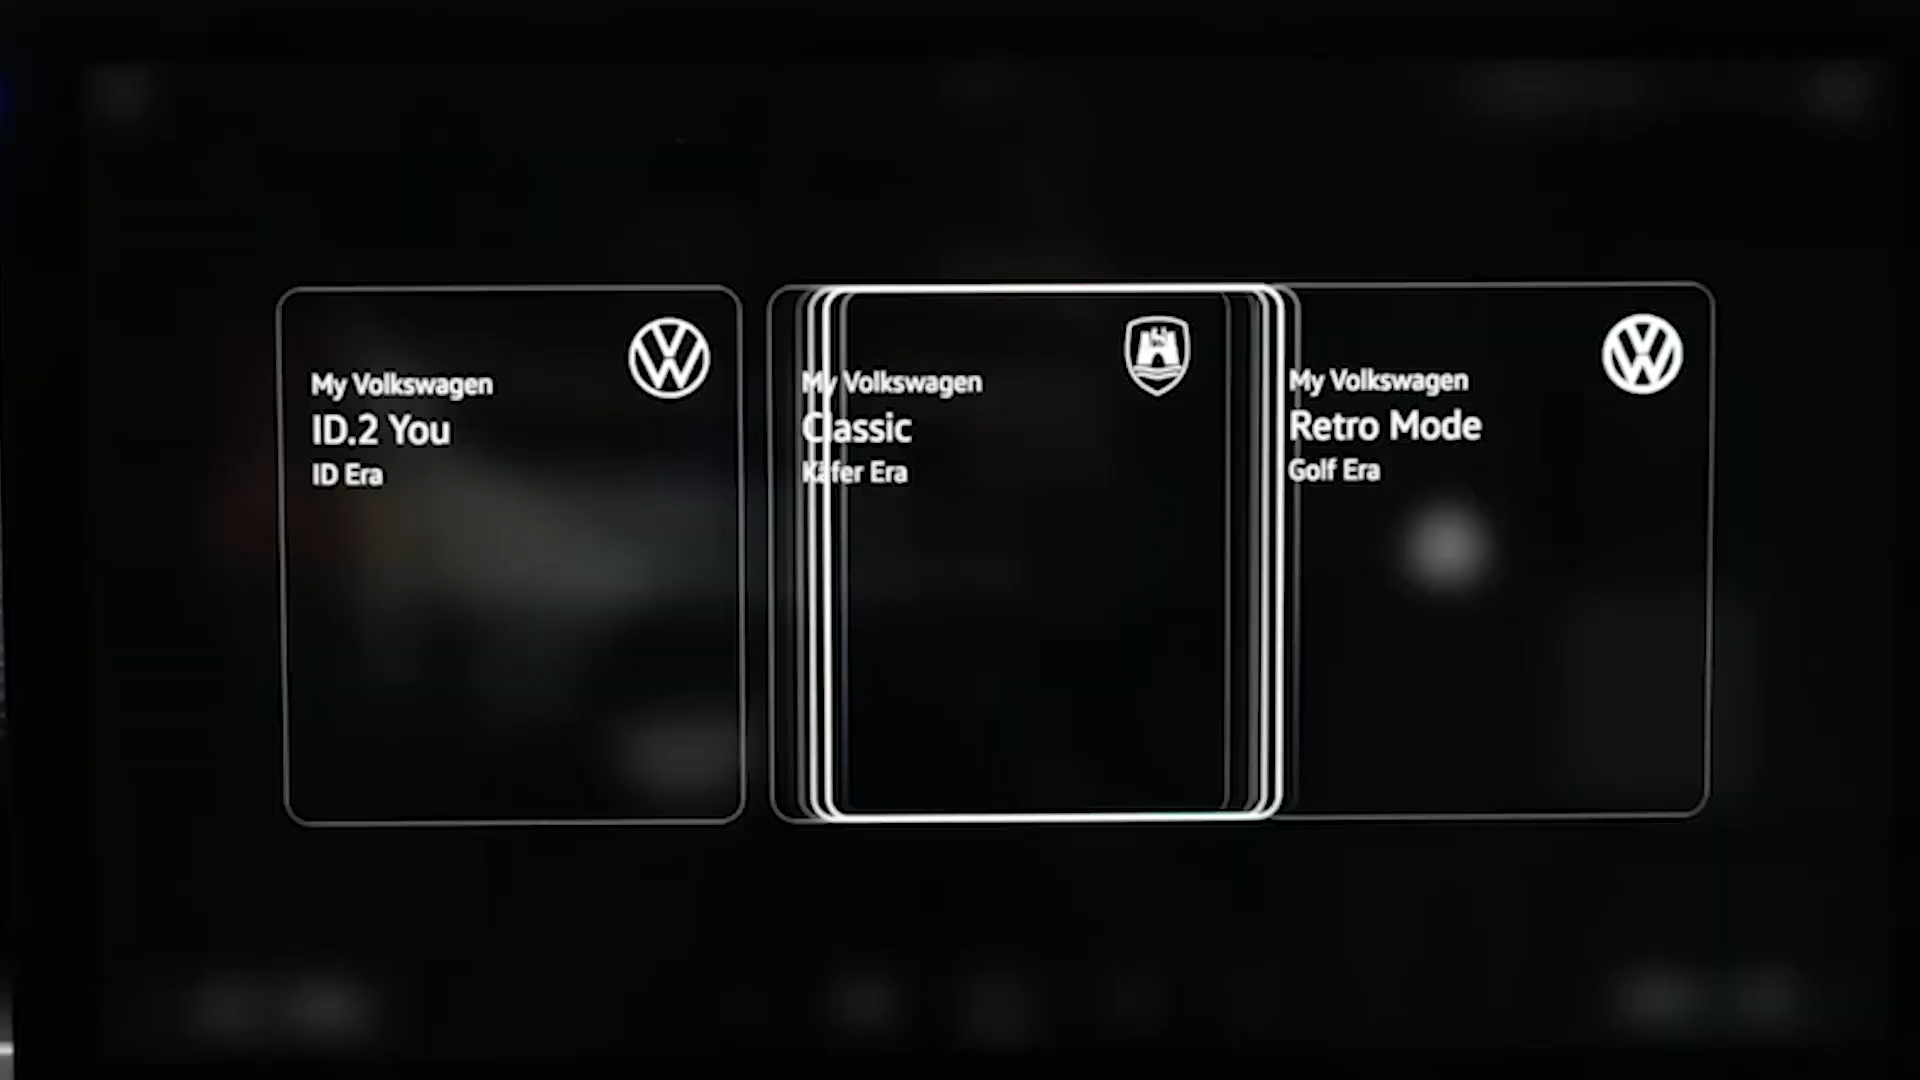 My Volkswagen
ID.2 You
ID Era
My Volkswagen
Classic
Käfer Era
My Volkswagen
Retro Mode
Golf Era